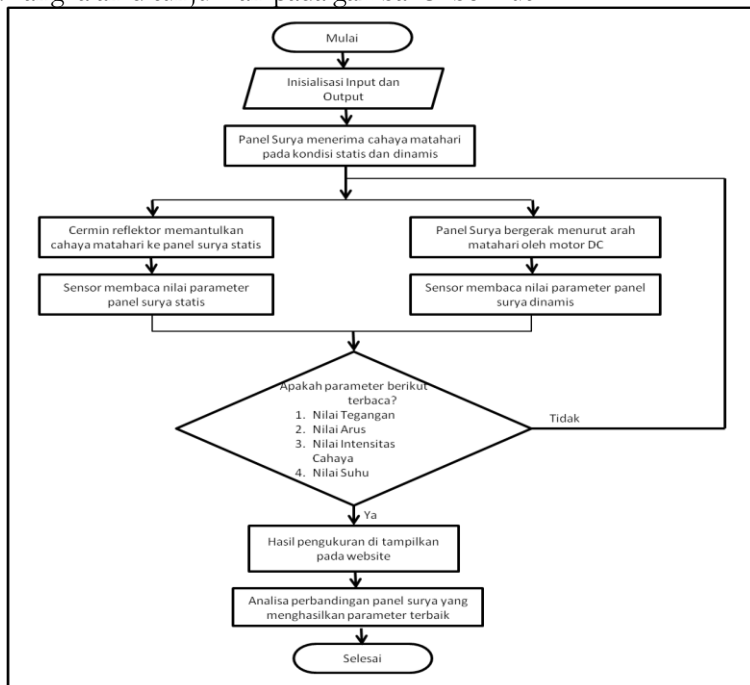 Mulai
Inisialisasi Input dan
Output
Panel Surya menerima cahaya matahari
pada kondisi statis dan dinamis
Cermin reflektor memantulkan
cahaya matahari ke panel surya statis
Panel Surya bergerak menurut arah
matahari oleh motor DC
Sensor membaca nilai parameter
panel surya statis
Sensor membaca nilai parameter panel
surya dinamis
Apakah parameter berikut
terbaca?
1. Nilai Tegangan
2. Nilai Arus
3. Nilai Intensitas
Cahaya
4. Nilai Suhu
Tidak
Ya
Hasil pengukuran di tampilkan
pada website
Analisa perbandingan panel surya yang
menghasilkan parameter terbaik
Selesai